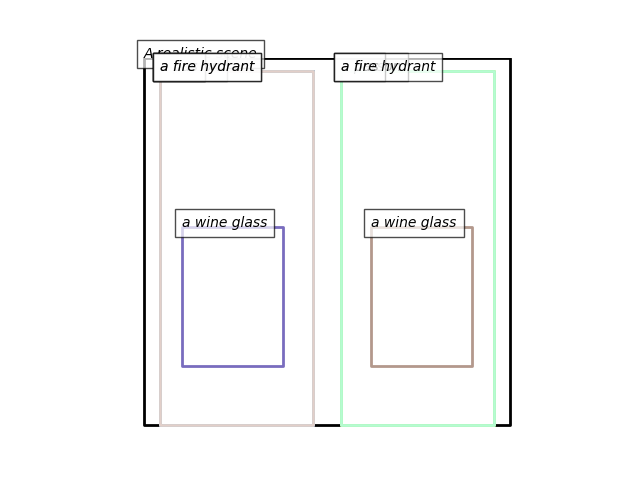 A realistic scene
a fire hydrant
a fire hydrant
a wine glass
a wine glass